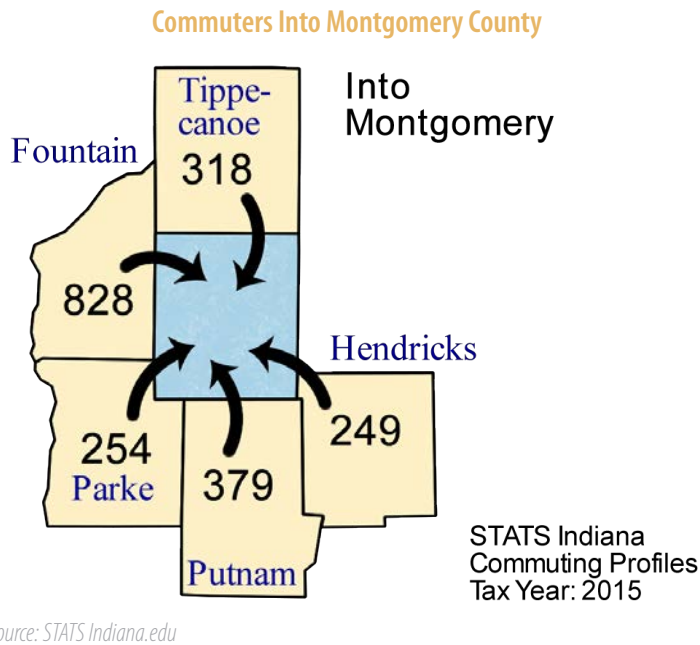 Commuters Into Montgomery County
Into
Montgomery
Tippe-
canoe
318
Fountain
828
Hendricks
249
254
Parke
379
Putnam
STATS Indiana
Commuting Profiles
Tax Year: 2015
ource: STATS Indiana.edu